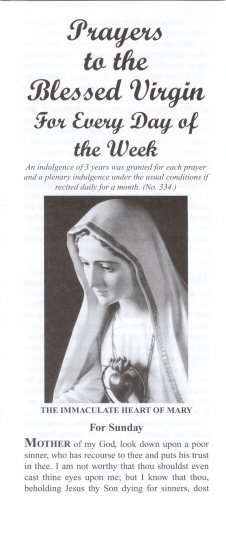 Prayers
to the
Blessed Virgin
For Every Day of
the Week
An indulgence of 3 years was granted for each prayer
and a plenary indulgence under the usual conditions if
recited daily for a month. (No. 334.)
THE IMMACULATE HEART OF MARY
For Sunday
MOTHER of my God, look down upon a poor
sinner, who has recourse to thee and puts his trust
in thee. I am not worthy that thou shouldst even
cast thine eyes upon me; but I know that thou,
beholding Jesus thy Son dying for sinners, dost